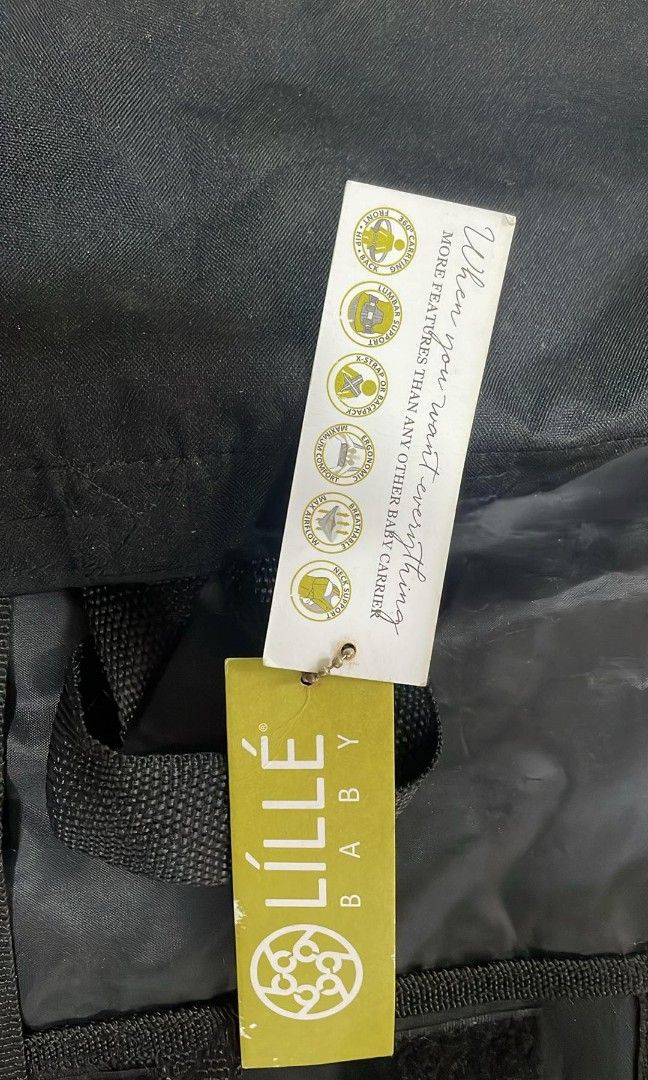 When you want everything
MORE FEATURES THAN ANY OTHER BABY CARRIER
360° CARRYING
FRONT • HIP • BACK
LUMBAR SUPPORT
X-STRAP OR BACKPACK
ERGONOMIC
MAXIMUM COMFORT
BREATHABLE
MAX AIRFLOW
NECK SUPPORT
LÍLLÉ®
BABY